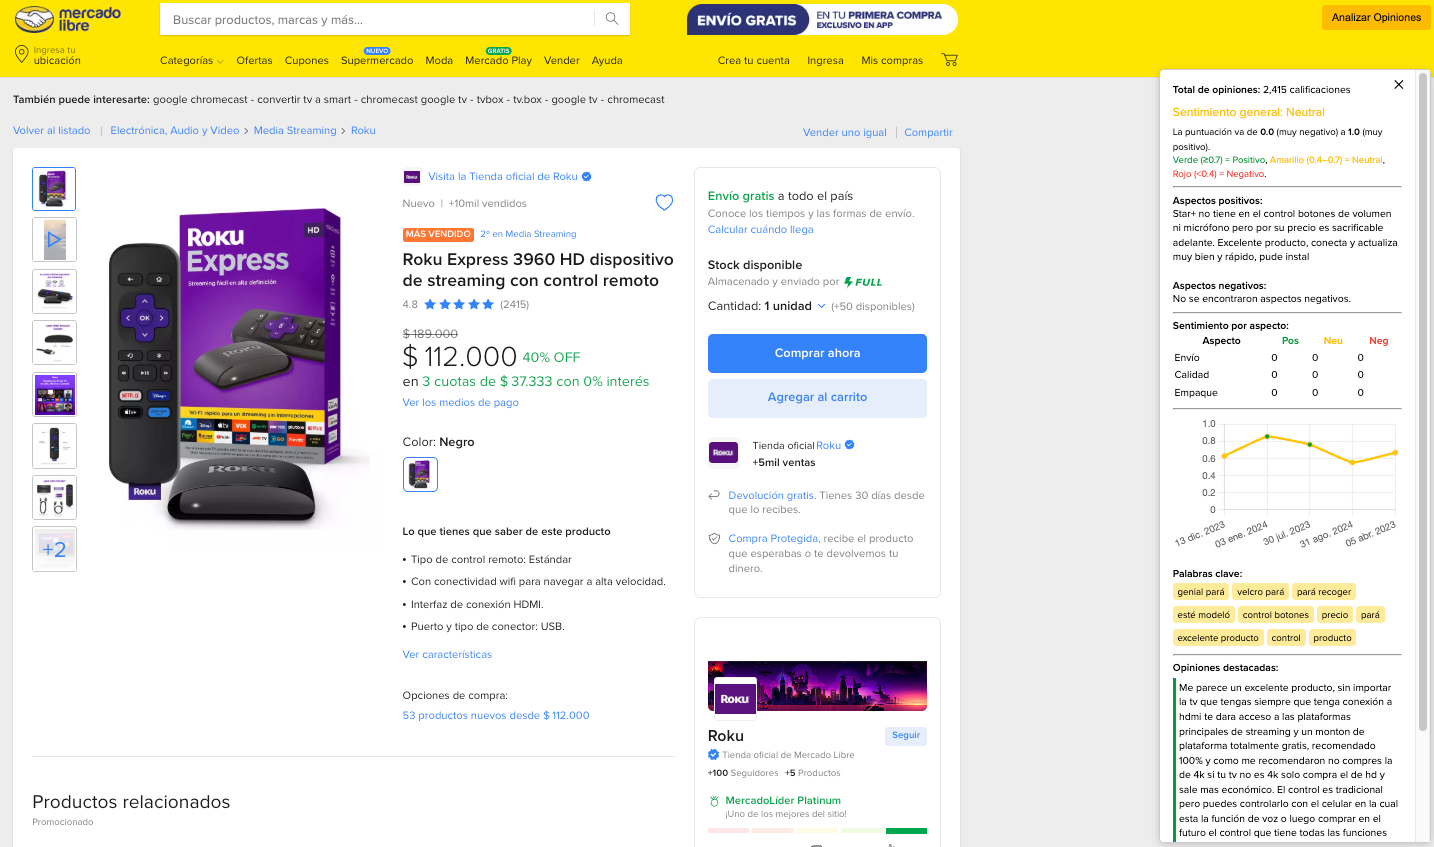 mercado
libre
Buscar productos, marcas y más...
ENVÍO GRATIS
EN TU PRIMERA COMPRA
EXCLUSIVO EN APP
Analizar Opiniones
Ingresa tu
ubicación
NUEVO
GRATIS
Categorías Ofertas Cupones Supermercado Moda Mercado Play Vender Ayuda
Crea tu cuenta Ingresa Mis compras
También puede interesarte: google chromecast - convertir tv a smart - chromecast google tv - tvbox - tv.box - google tv - chromecast
Volver al listado | Electrónica, Audio y Video > Media Streaming > Roku
Vender uno igual | Compartir
+2
Roku
Express
HD
Streaming fácil en alta definición
OK
NETFLIX
Disney+
Wi-Fi rápido para un streaming sin interrupciones
ROKU
ROKU
Roku
Roku
Visita la Tienda oficial de Roku
Nuevo | +10mil vendidos
MÁS VENDIDO
2º en Media Streaming
Roku Express 3960 HD dispositivo
de streaming con control remoto
4.8 (2415)
$ 189.000
$ 112.000 40% OFF
en 3 cuotas de $ 37.333 con 0% interés
Ver los medios de pago
Color: Negro
Lo que tienes que saber de este producto
• Tipo de control remoto: Estándar
• Con conectividad wifi para navegar a alta velocidad.
• Interfaz de conexión HDMI.
• Puerto y tipo de conector: USB.
Ver características
Opciones de compra:
53 productos nuevos desde $ 112.000
Productos relacionados
Promocionado
Envío gratis a todo el país
Conoce los tiempos y las formas de envío.
Calcular cuándo llega
Stock disponible
Almacenado y enviado por FULL
Cantidad: 1 unidad (+50 disponibles)
Comprar ahora
Agregar al carrito
Roku
Tienda oficial Roku
+5mil ventas
Devolución gratis. Tienes 30 días desde
que lo recibes.
Compra Protegida, recibe el producto
que esperabas o te devolvemos tu
dinero.
Roku
Roku
Seguir
Tienda oficial de Mercado Libre
+100 Seguidores +5 Productos
MercadoLíder Platinum
¡Uno de los mejores del sitio!
Total de opiniones: 2,415 calificaciones
Sentimiento general: Neutral
La puntuación va de 0.0 (muy negativo) a 1.0 (muy
positivo).
Verde (≥0.7) = Positivo, Amarillo (0.4–0.7) = Neutral,
Rojo (<0.4) = Negativo.
Aspectos positivos:
Star+ no tiene en el control botones de volumen
ni micrófono pero por su precio es sacrificable
adelante. Excelente producto, conecta y actualiza
muy bien y rápido, pude instal
Aspectos negativos:
No se encontraron aspectos negativos.
Sentimiento por aspecto:
Aspecto Pos Neu Neg
Envío 0 0 0
Calidad 0 0 0
Empaque 0 0 0
1.0
0.8
0.6
0.4
0.2
0
13 dic. 2023
03 ene. 2024
30 jul. 2023
31 ago. 2024
05 abr. 2023
Palabras clave:
genial pará velcro pará pará recoger
esté modeló control botones precio pará
excelente producto control producto
Opiniones destacadas:
Me parece un excelente producto, sin importar
la tv que tengas siempre que tenga conexión a
hdmi te dara acceso a las plataformas
principales de streaming y un monton de
plataforma totalmente gratis, recomendado
100% y como me recomendaron no compres la
de 4k si tu tv no es 4k solo compra el de hd y
sale mas económico. El control es tradicional
pero puedes controlarlo con el celular en la cual
esta la función de voz o luego comprar en el
futuro el control que tiene todas las funciones